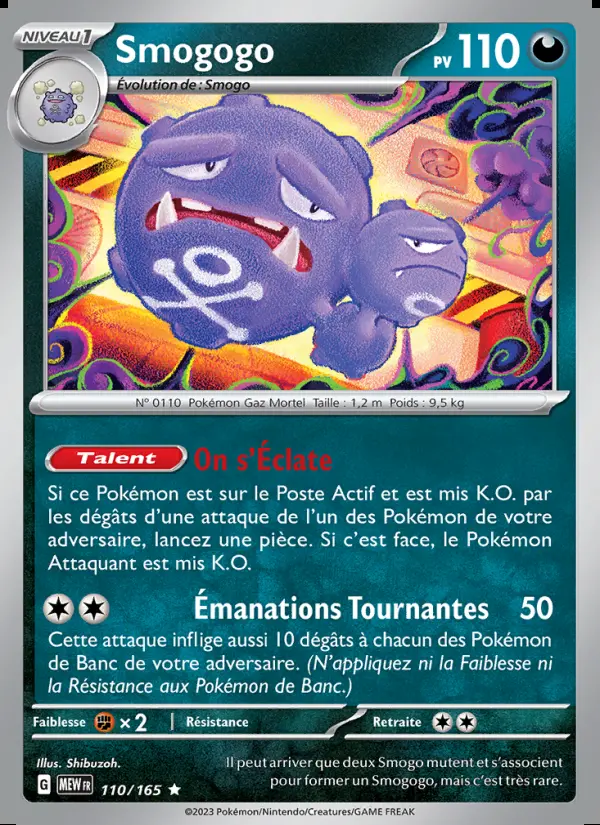 NIVEAU 1
Smogogo
PV 110
Évolution de : Smogo
N° 0110 Pokémon Gaz Mortel Taille : 1,2 m Poids : 9,5 kg
Talent On s'Éclate
Si ce Pokémon est sur le Poste Actif et est mis K.O. par
les dégâts d'une attaque de l'un des Pokémon de votre
adversaire, lancez une pièce. Si c'est face, le Pokémon
Attaquant est mis K.O.
Émanations Tournantes 50
Cette attaque inflige aussi 10 dégâts à chacun des Pokémon
de Banc de votre adversaire. (N'appliquez ni la Faiblesse ni
la Résistance aux Pokémon de Banc.)
Faiblesse ×2 Résistance Retraite
Illus. Shibuzoh.
G MEW FR 110/165 ★
Il peut arriver que deux Smogo mutent et s'associent
pour former un Smogogo, mais c'est très rare.
©2023 Pokémon/Nintendo/Creatures/GAME FREAK